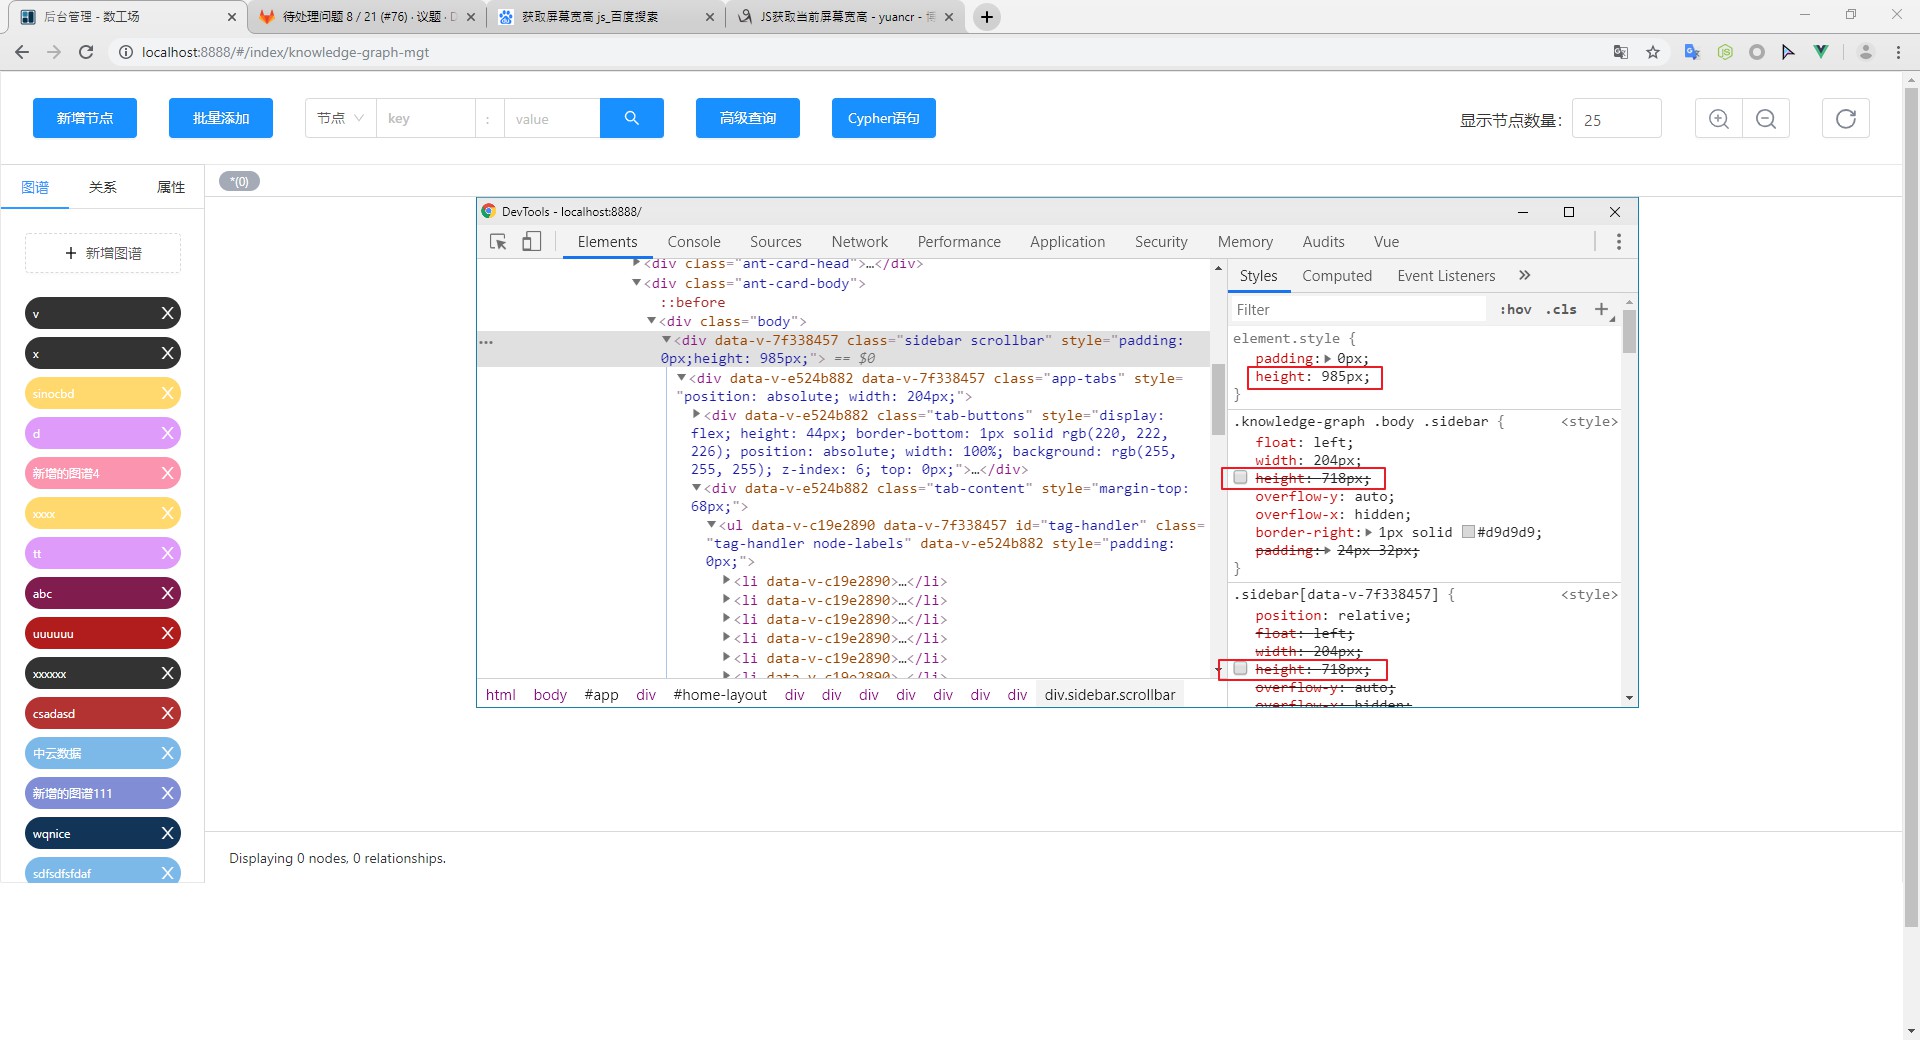 后台管理 - 数工场
待处理问题 8 / 21 (#76) · 议题 · D
获取屏幕宽高 js_百度搜索
JS获取当前屏幕宽高 - yuancr - 博
localhost:8888/#/index/knowledge-graph-mgt
新增节点
批量添加
节点
key
:
value
高级查询
Cypher语句
显示节点数量:
25
图谱
关系
属性
*(0)
+ 新增图谱
v X
x X
sinocbd X
d X
新增的图谱4 X
xxxx X
tt X
abc X
uuuuuu X
xxxxxx X
csadasd X
中云数据 X
新增的图谱111 X
wqnice X
sdfsdfsfdaf X
Displaying 0 nodes, 0 relationships.
DevTools - localhost:8888/
Elements Console Sources Network Performance Application Security Memory Audits Vue
<div class="ant-card-head">…</div>
<div class="ant-card-body">
::before
<div class="body">
<div data-v-7f338457 class="sidebar scrollbar" style="padding:
0px;height: 985px;"> == $0
<div data-v-e524b882 data-v-7f338457 class="app-tabs" style=
"position: absolute; width: 204px;">
<div data-v-e524b882 class="tab-buttons" style="display:
flex; height: 44px; border-bottom: 1px solid rgb(220, 222,
226); position: absolute; width: 100%; background: rgb(255,
255, 255); z-index: 6; top: 0px;">…</div>
<div data-v-e524b882 class="tab-content" style="margin-top:
68px;">
<ul data-v-c19e2890 data-v-7f338457 id="tag-handler" class=
"tag-handler node-labels" data-v-e524b882 style="padding:
0px;">
<li data-v-c19e2890>…</li>
<li data-v-c19e2890>…</li>
<li data-v-c19e2890>…</li>
<li data-v-c19e2890>…</li>
<li data-v-c19e2890>…</li>
<li data-v-c19e2890>…</li>
html body #app div #home-layout div div div div div div div div.sidebar.scrollbar
Styles Computed Event Listeners »
Filter :hov .cls +
element.style {
padding: 0px;
height: 985px;
}
.knowledge-graph .body .sidebar { <style>
float: left;
width: 204px;
height: 718px;
overflow-y: auto;
overflow-x: hidden;
border-right: 1px solid #d9d9d9;
padding: 24px 32px;
}
.sidebar[data-v-7f338457] { <style>
position: relative;
float: left;
width: 204px;
height: 718px;
overflow-y: auto;
overflow-x: hidden;